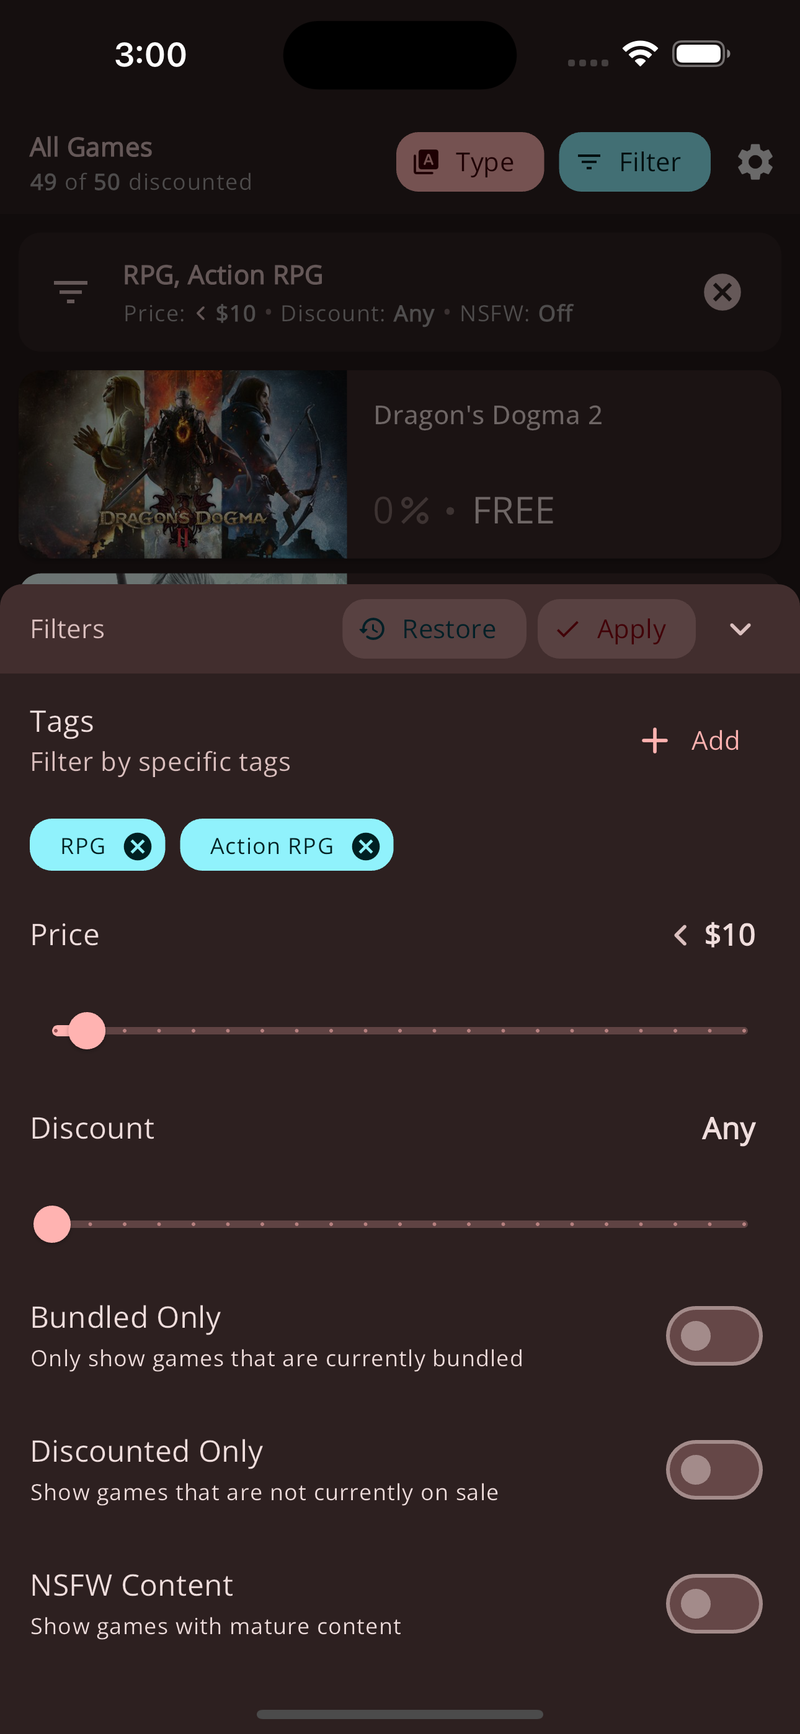 3:00
All Games
49 of 50 discounted
Type
Filter
RPG, Action RPG
Price: < $10 • Discount: Any • NSFW: Off
Dragon's Dogma 2
DRAGON'S DOGMA
II
0% • FREE
Filters
Restore
Apply
Tags
Filter by specific tags
Add
RPG
Action RPG
Price
< $10
Discount
Any
Bundled Only
Only show games that are currently bundled
Discounted Only
Show games that are not currently on sale
NSFW Content
Show games with mature content